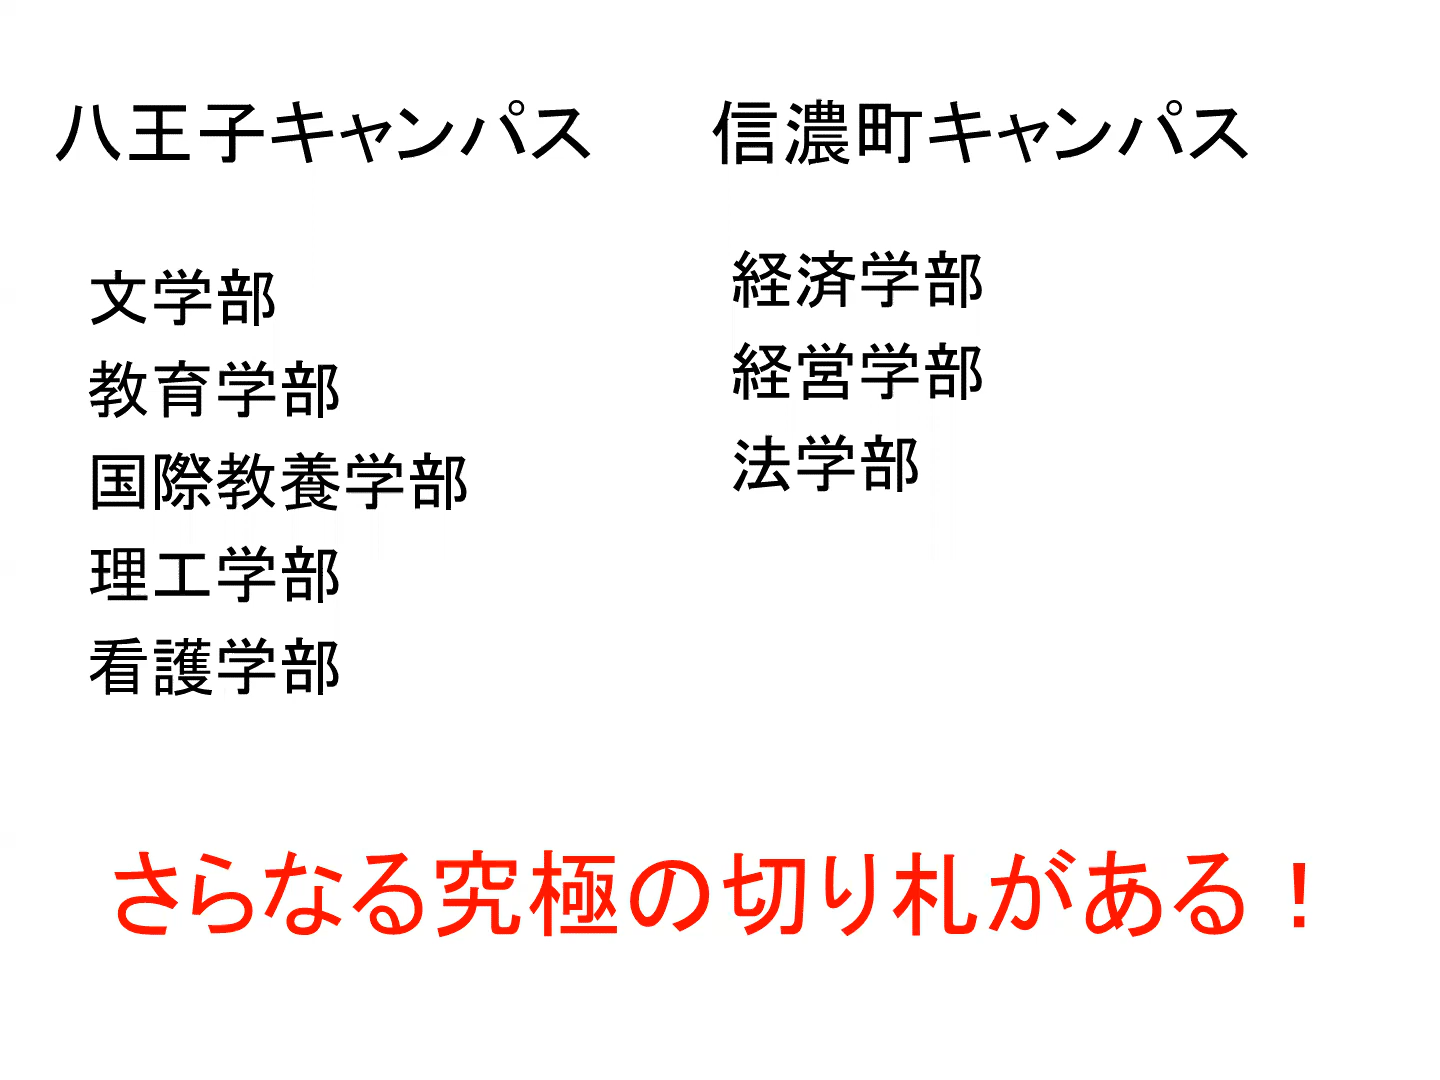 八王子キャンパス
文学部
教育学部
国際教養学部
理工学部
看護学部
信濃町キャンパス
経済学部
経営学部
法学部
さらなる究極の切り札がある！